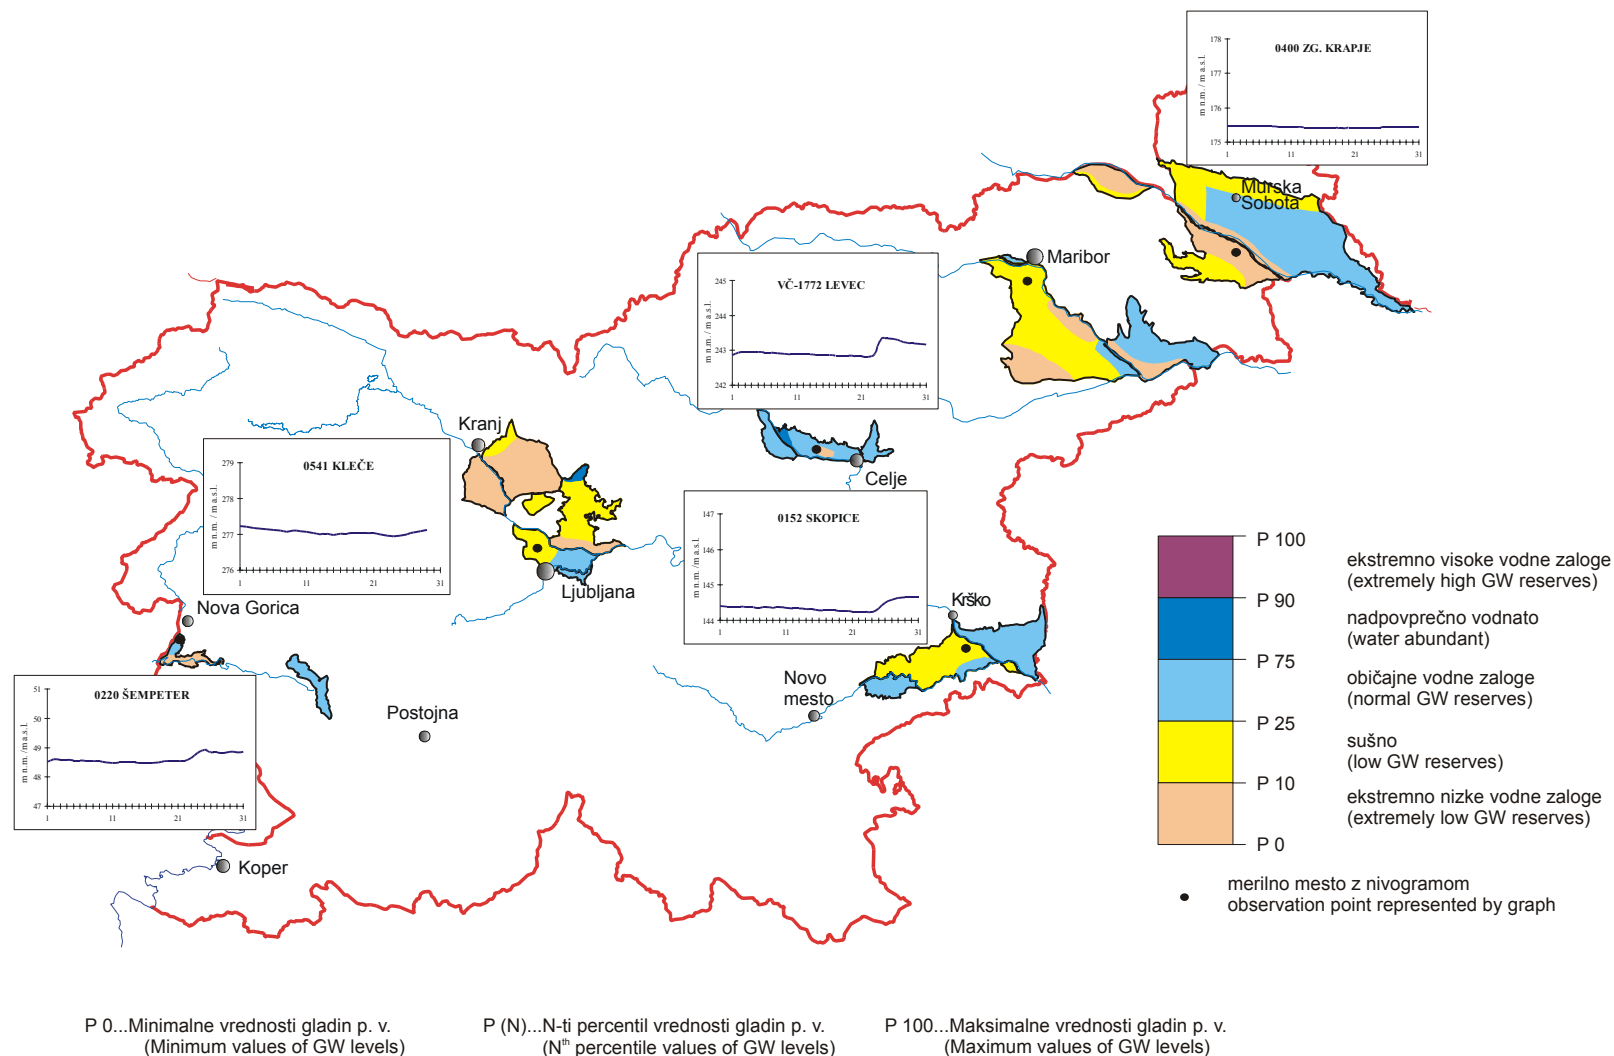 0400 ZG. KRAPJE
m n.m. / m a.s.l.
178
177
176
175
1 11 21 31
Murska
Sobota
Maribor
VČ-1772 LEVEC
m n.m. / m a.s.l.
245
244
243
242
1 11 21 31
Kranj
Celje
0541 KLEČE
m n.m. / m a.s.l.
279
278
277
276
1 11 21 31
Ljubljana
0152 SKOPICE
m n.m. /m a.s.l.
147
146
145
144
1 11 21 31
Nova Gorica
Krško
Novo
mesto
Postojna
0220 ŠEMPETER
m n.m. /m a.s.l.
51
50
49
48
47
1 11 21 31
Koper
P 100
ekstremno visoke vodne zaloge
(extremely high GW reserves)
P 90
nadpovprečno vodnato
(water abundant)
P 75
običajne vodne zaloge
(normal GW reserves)
P 25
sušno
(low GW reserves)
P 10
ekstremno nizke vodne zaloge
(extremely low GW reserves)
P 0
merilno mesto z nivogramom
observation point represented by graph
P 0...Minimalne vrednosti gladin p. v.
(Minimum values of GW levels)
P (N)...N-ti percentil vrednosti gladin p. v.
(Nth percentile values of GW levels)
P 100...Maksimalne vrednosti gladin p. v.
(Maximum values of GW levels)